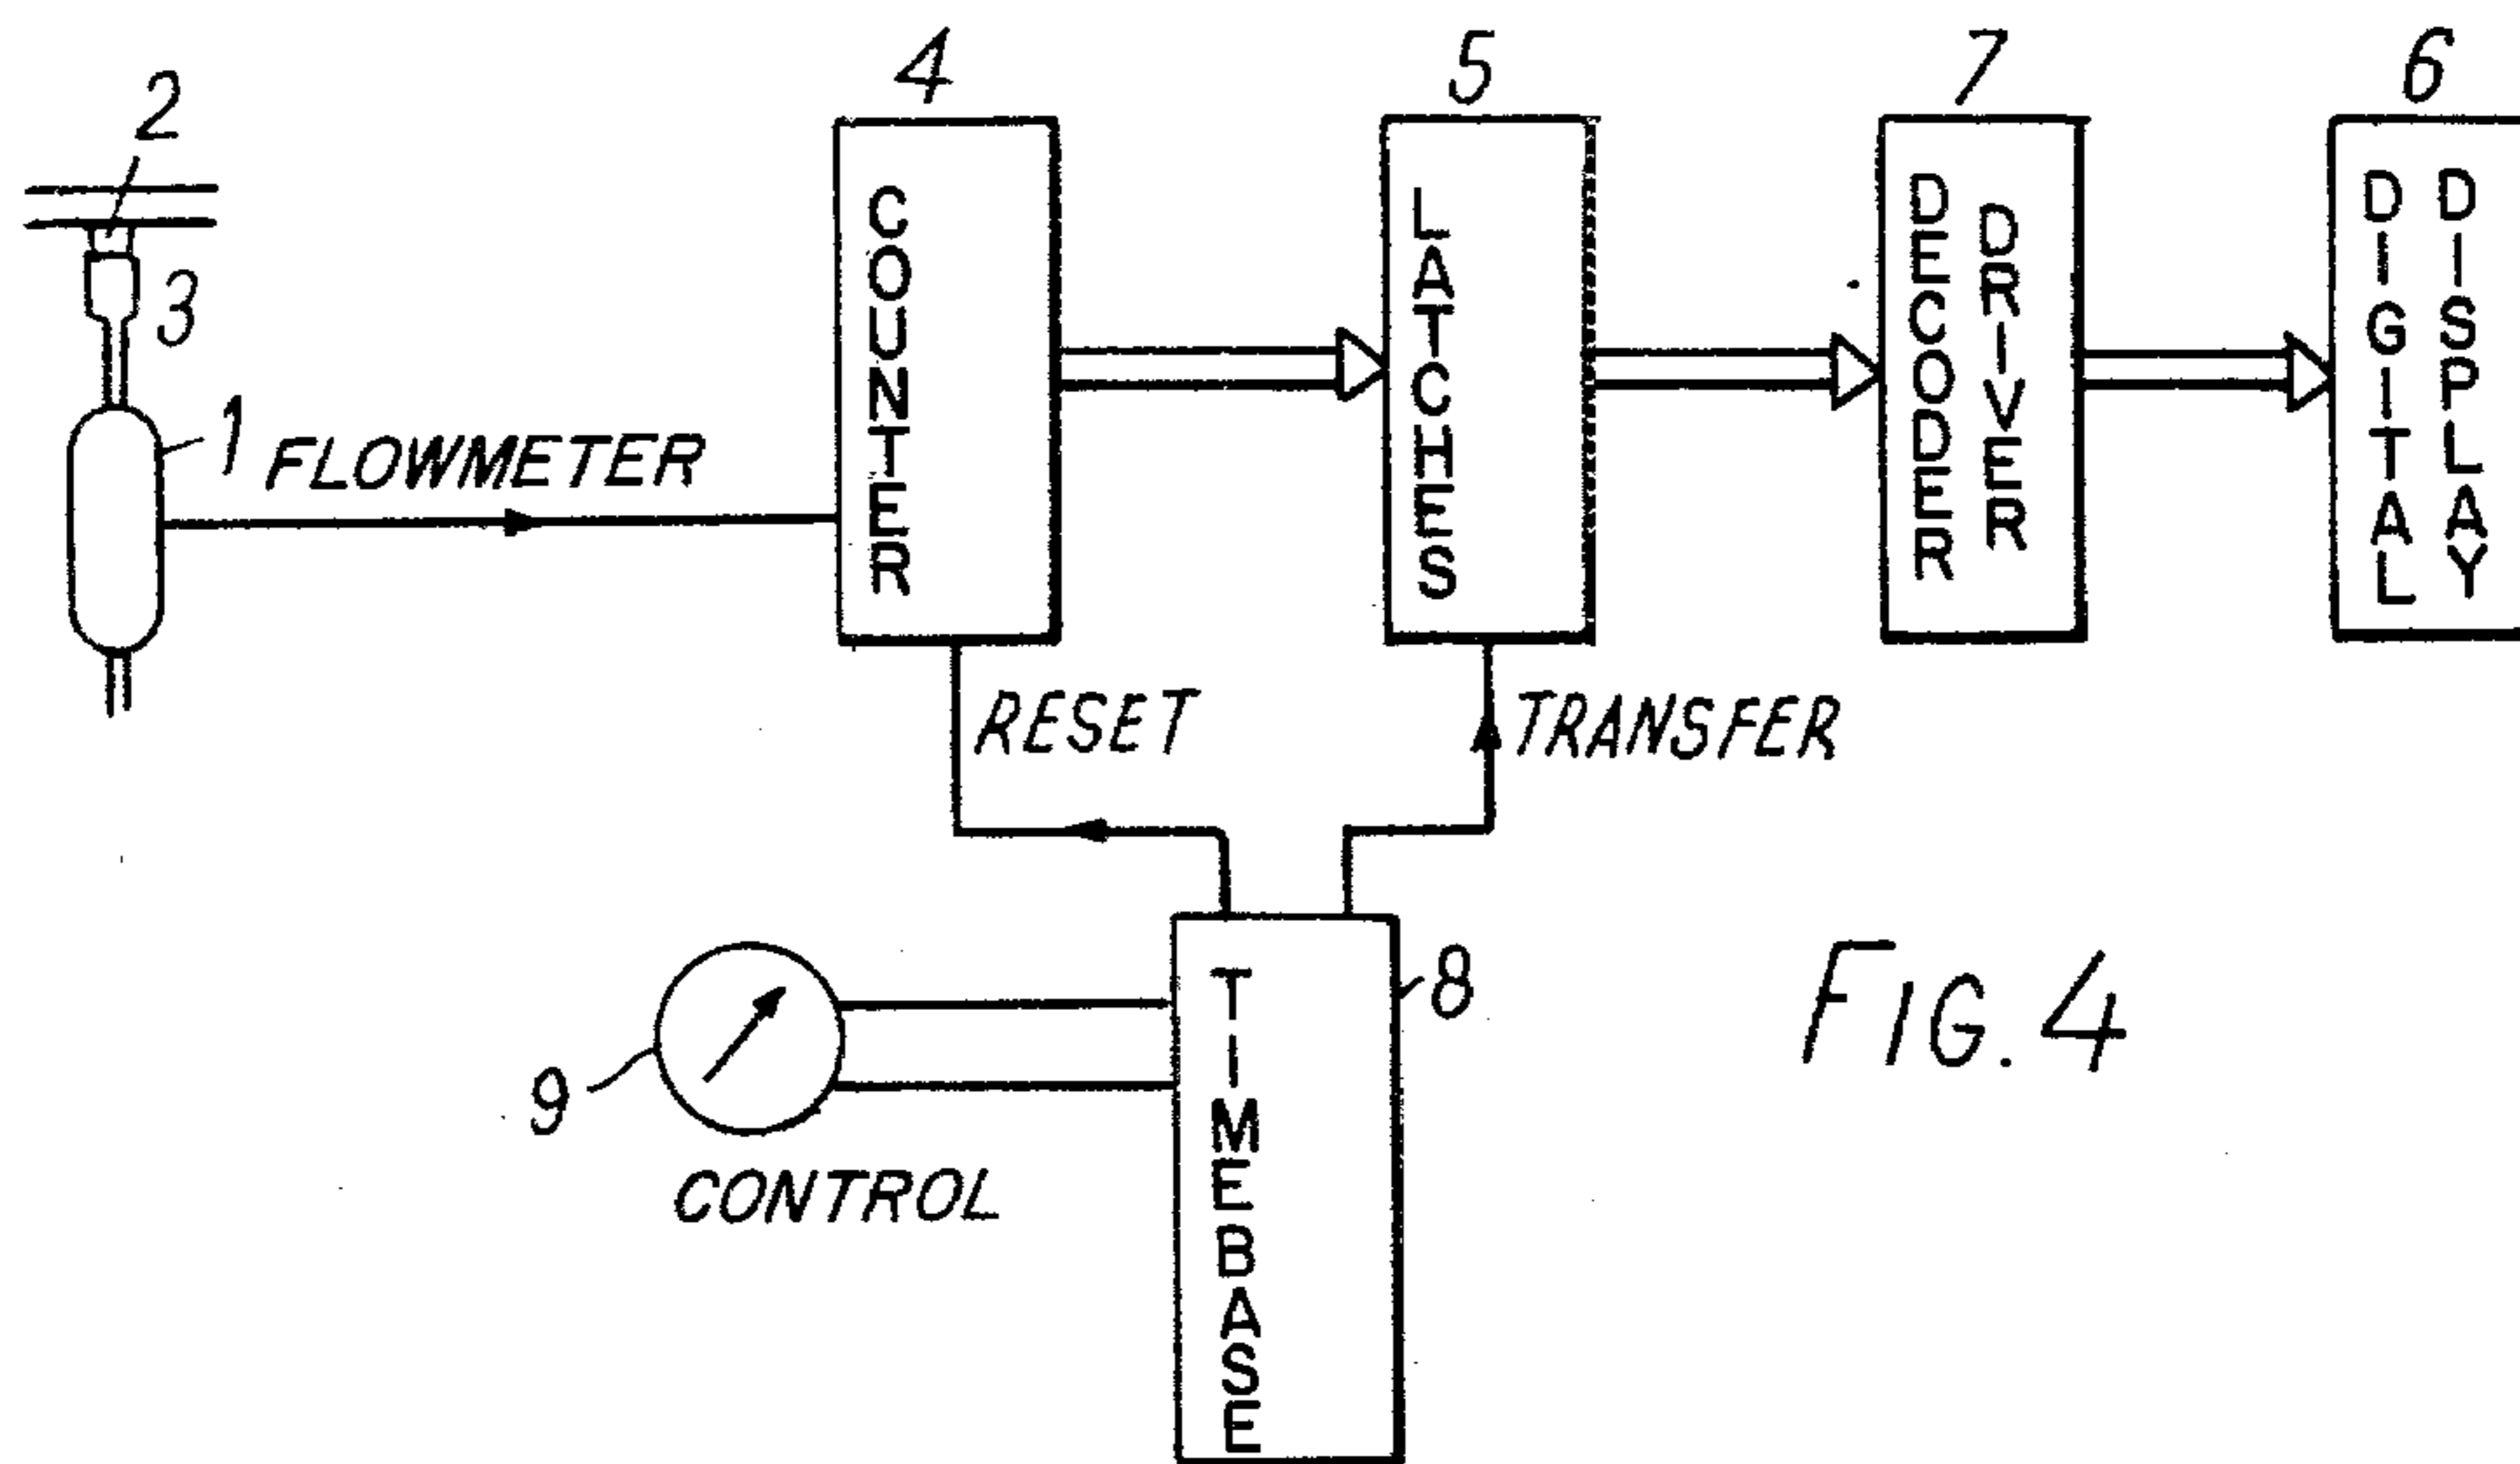 2
3
1
FLOWMETER
4
COUNTER
5
LATCHES
7
DECODER
DRIVER
6
DIGITAL
DISPLAY
RESET
TRANSFER
9
CONTROL
TIMEBASE
8
FIG. 4